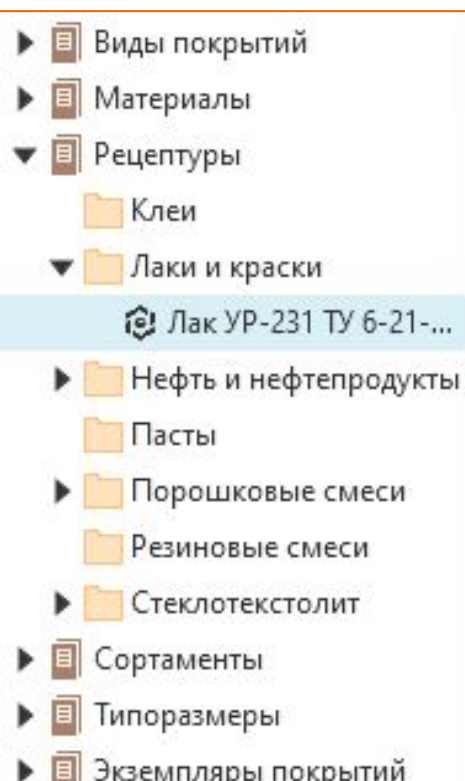 Виды покрытий
Материалы
Рецептуры
Клеи
Лаки и краски
Лак УР-231 ТУ 6-21-...
Нефть и нефтепродукты
Пасты
Порошковые смеси
Резиновые смеси
Стеклотекстолит
Сортаменты
Типоразмеры
Экземпляры покрытий